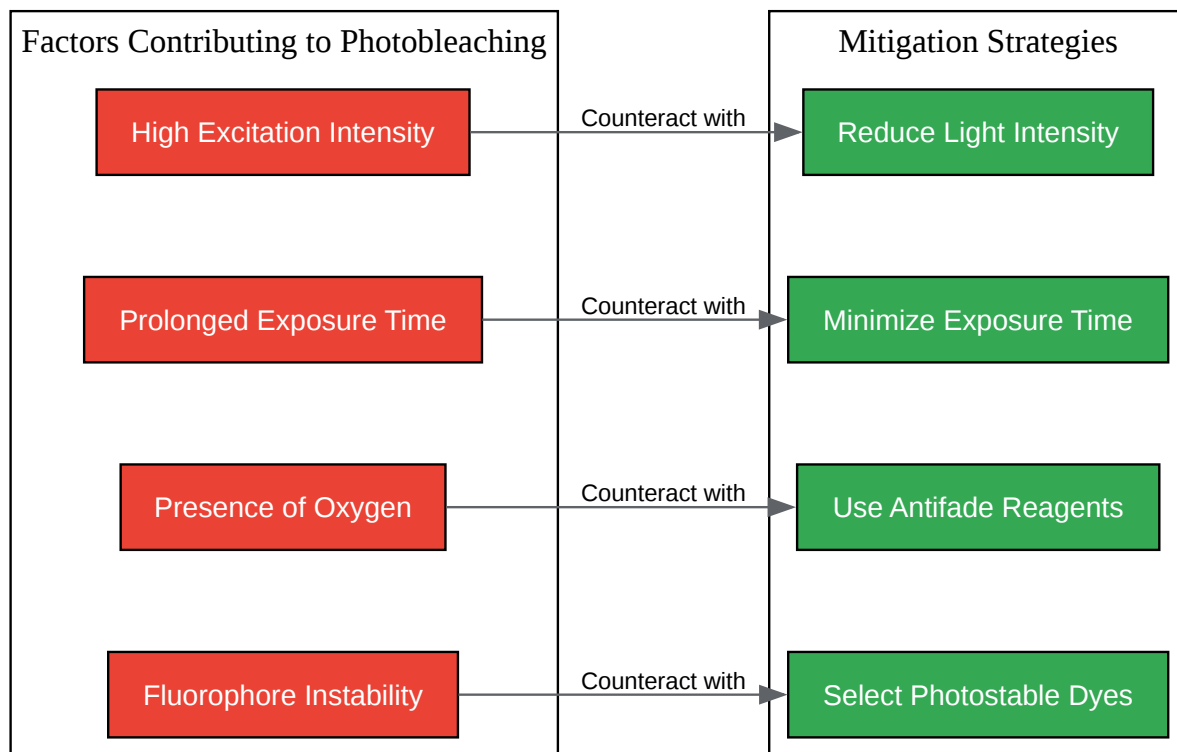 Factors Contributing to Photobleaching
Mitigation Strategies
High Excitation Intensity
Counteract with
Reduce Light Intensity
Prolonged Exposure Time
Counteract with
Minimize Exposure Time
Presence of Oxygen
Counteract with
Use Antifade Reagents
Fluorophore Instability
Counteract with
Select Photostable Dyes